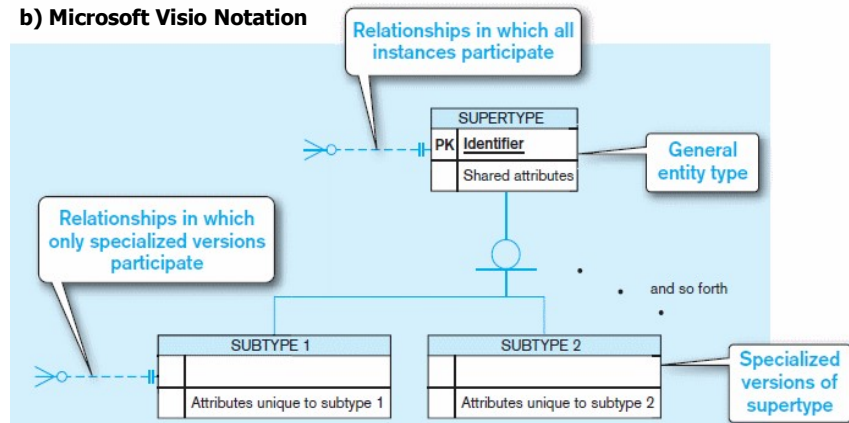 b) Microsoft Visio Notation
Relationships in which all
instances participate
SUPERTYPE
PK Identifier
Shared attributes
General
entity type
Relationships in which
only specialized versions
participate
and so forth
SUBTYPE 1
Attributes unique to subtype 1
SUBTYPE 2
Attributes unique to subtype 2
Specialized
versions of
supertype